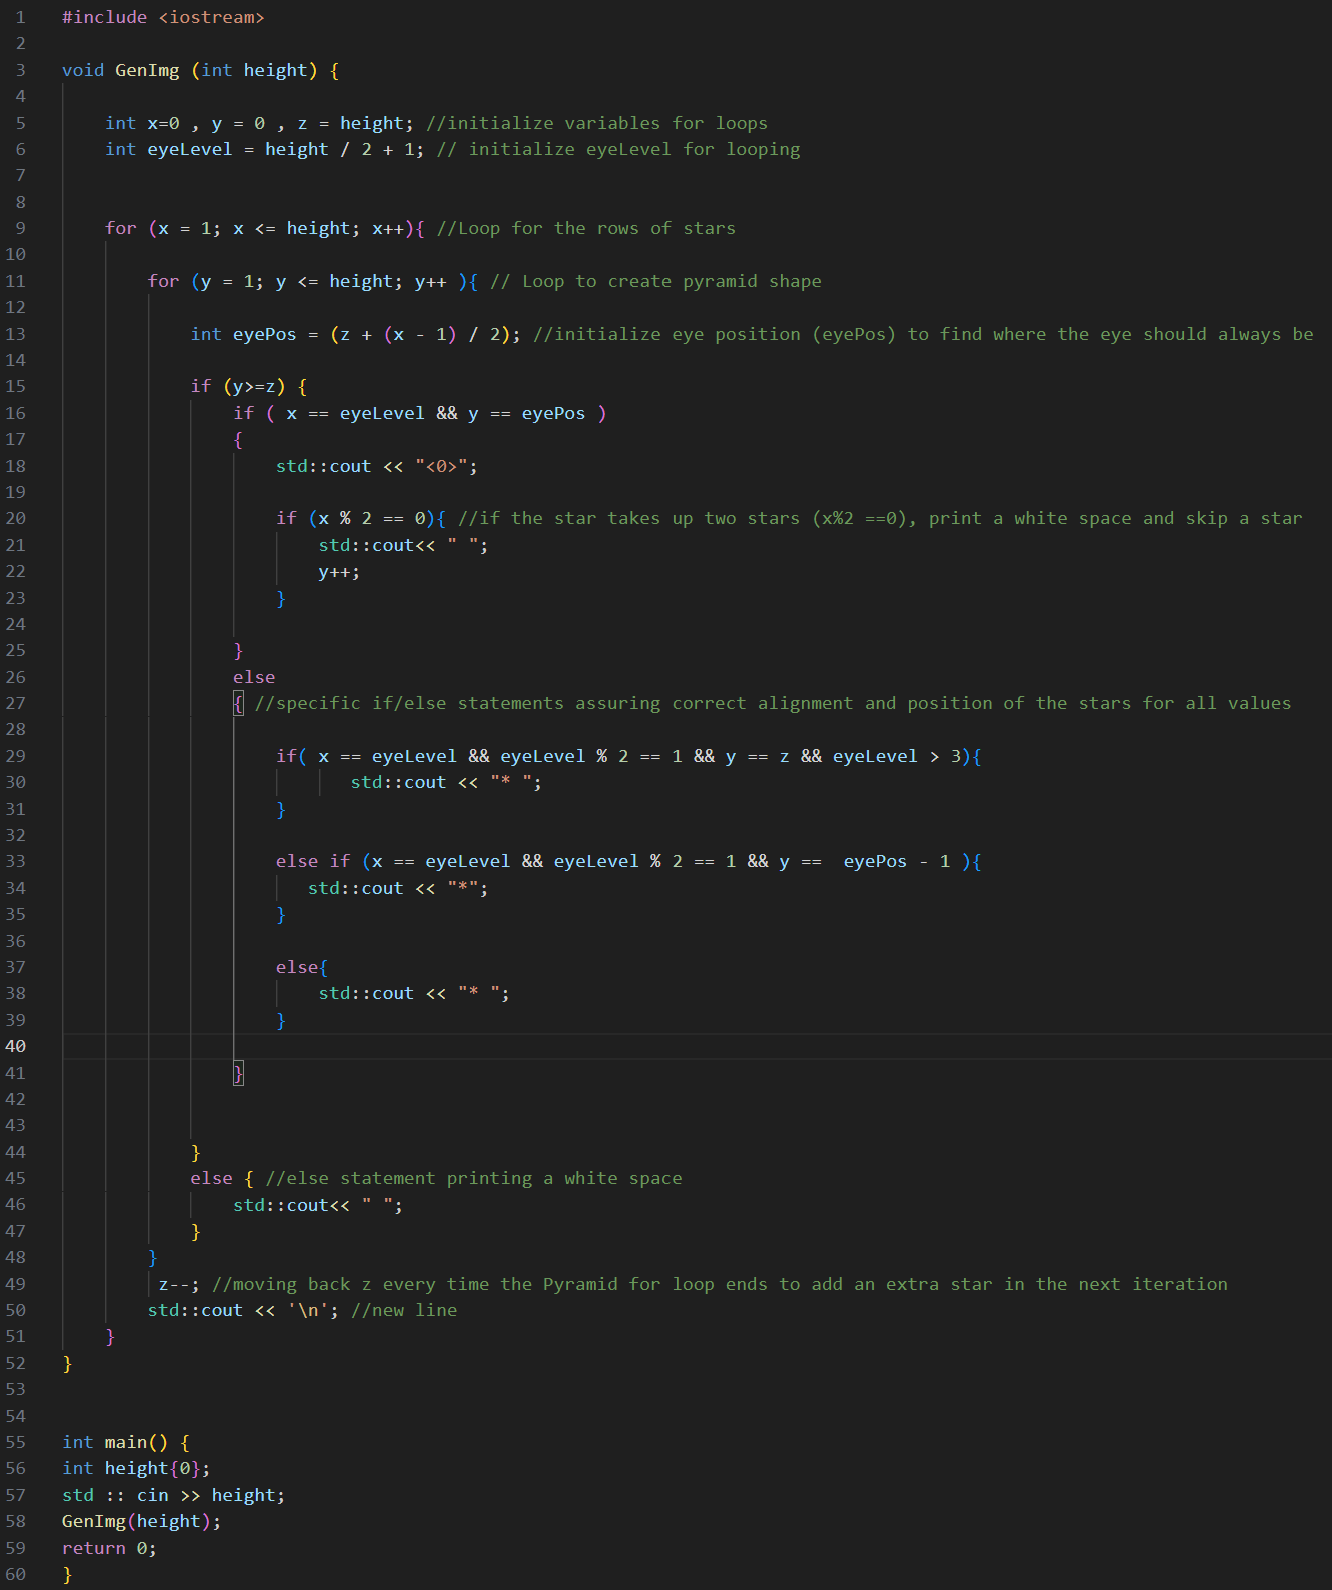 1 #include <iostream>
2
3 void GenImg (int height) {
4
5 int x=0 , y = 0 , z = height; //initialize variables for loops
6 int eyeLevel = height / 2 + 1; // initialize eyeLevel for looping
7
8
9 for (x = 1; x <= height; x++){ //Loop for the rows of stars
10
11 for (y = 1; y <= height; y++ ){ // Loop to create pyramid shape
12
13 int eyePos = (z + (x - 1) / 2); //initialize eye position (eyePos) to find where the eye should always be
14
15 if (y>=z) {
16 if ( x == eyeLevel && y == eyePos )
17 {
18 std::cout << "<0>";
19
20 if (x % 2 == 0){ //if the star takes up two stars (x%2 ==0), print a white space and skip a star
21 std::cout<< " ";
22 y++;
23 }
24
25 }
26 else
27 { //specific if/else statements assuring correct alignment and position of the stars for all values
28
29 if( x == eyeLevel && eyeLevel % 2 == 1 && y == z && eyeLevel > 3){
30 std::cout << "* ";
31 }
32
33 else if (x == eyeLevel && eyeLevel % 2 == 1 && y ==  eyePos - 1 ){
34 std::cout << "*";
35 }
36
37 else{
38 std::cout << "* ";
39 }
40
41 }
42
43
44 }
45 else { //else statement printing a white space
46 std::cout<< " ";
47 }
48 }
49 z--; //moving back z every time the Pyramid for loop ends to add an extra star in the next iteration
50 std::cout << '\n'; //new line
51 }
52 }
53
54
55 int main() {
56 int height{0};
57 std :: cin >> height;
58 GenImg(height);
59 return 0;
60 }